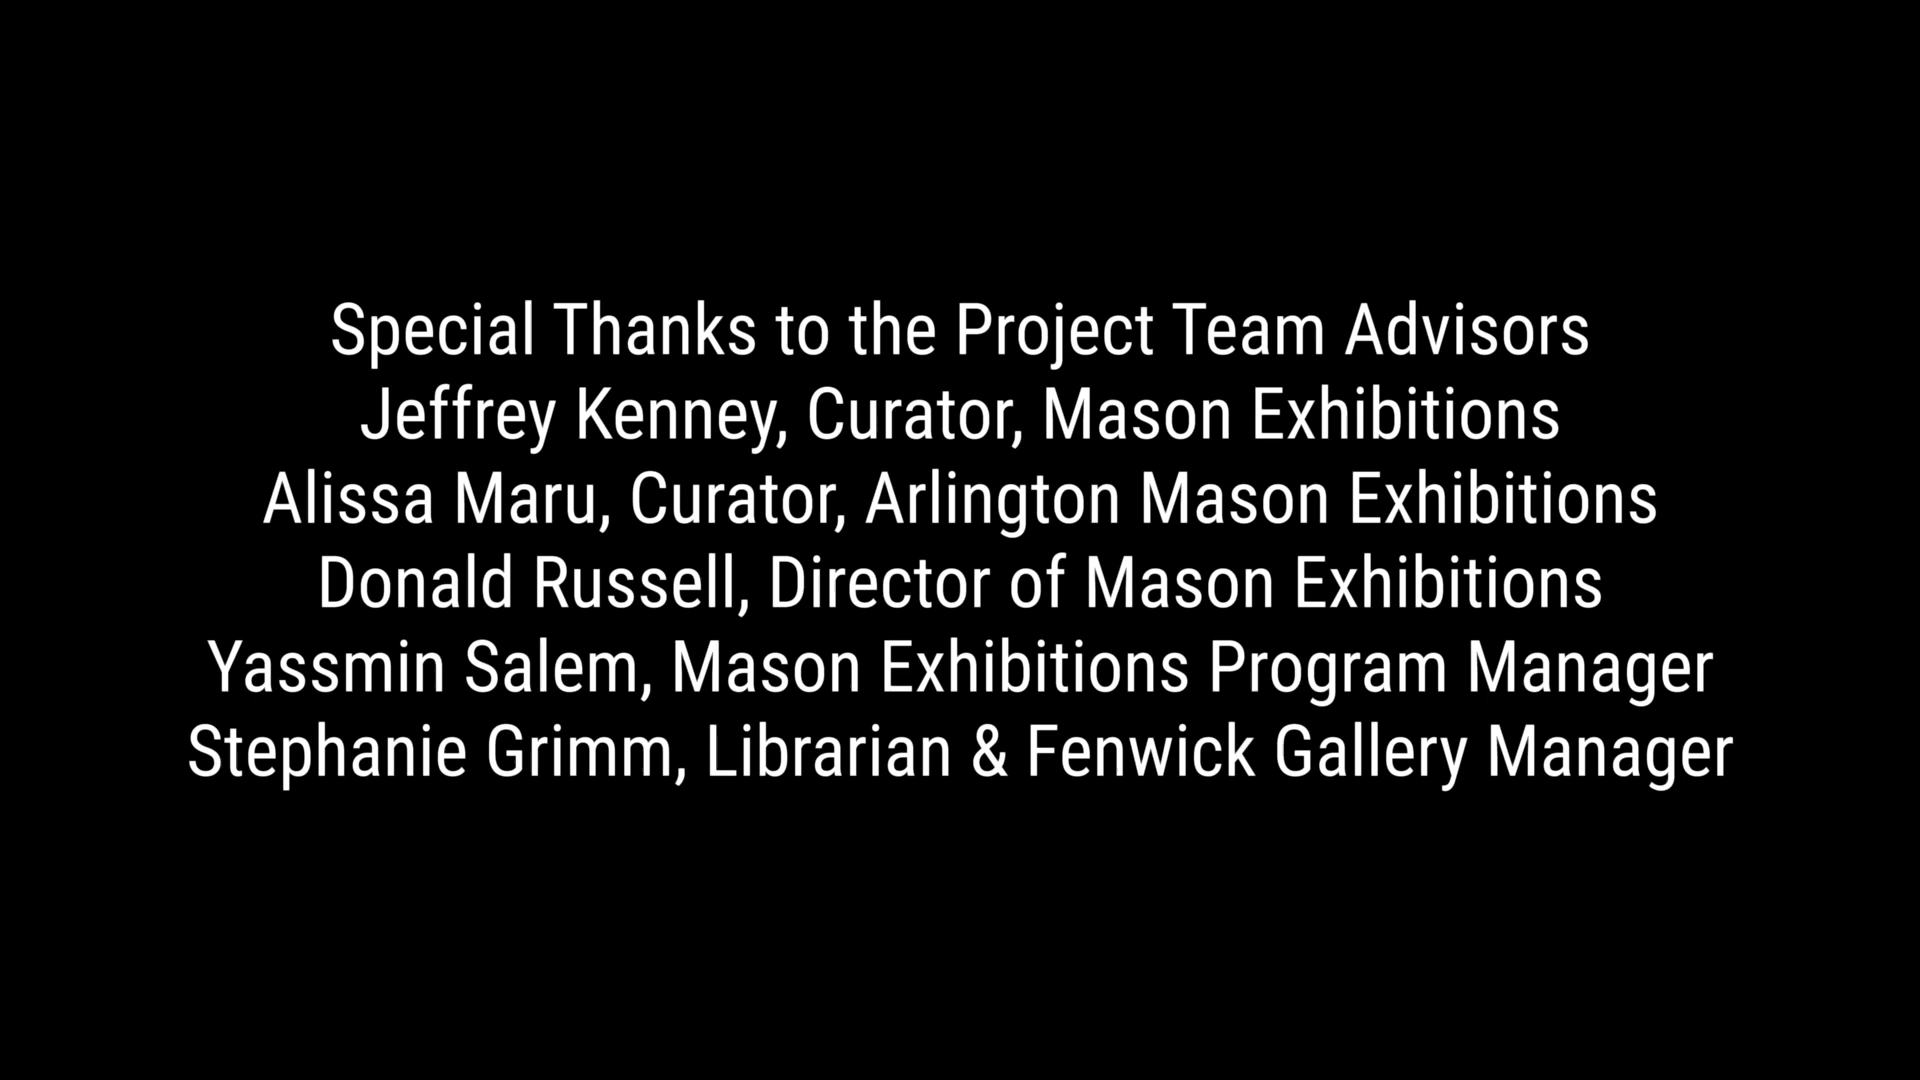 Special Thanks to the Project Team Advisors
Jeffrey Kenney, Curator, Mason Exhibitions
Alissa Maru, Curator, Arlington Mason Exhibitions
Donald Russell, Director of Mason Exhibitions
Yassmin Salem, Mason Exhibitions Program Manager
Stephanie Grimm, Librarian & Fenwick Gallery Manager